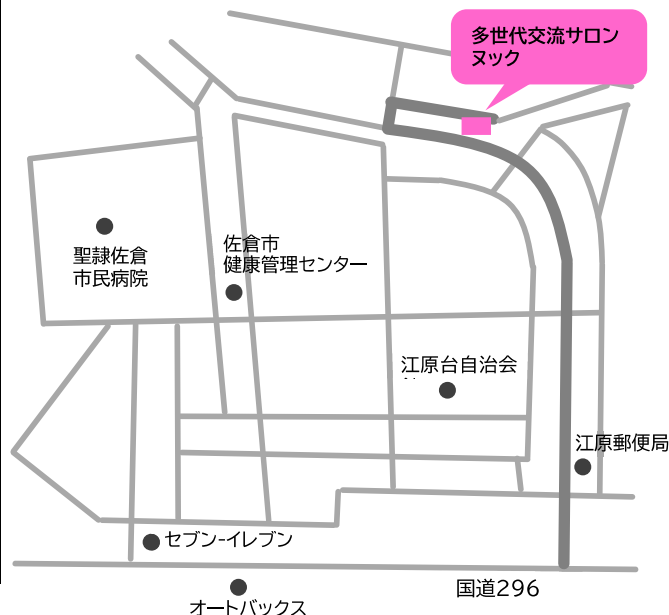 多世代交流サロン
ヌック
聖隷佐倉
市民病院
佐倉市
健康管理センター
江原台自治会
江原郵便局
セブン-イレブン
国道296
オートバックス